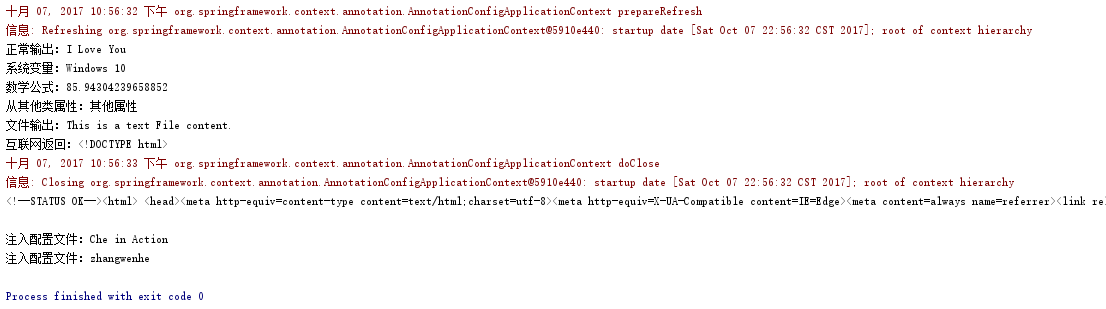 十月 07, 2017 10:56:32 下午 org.springframework.context.annotation.AnnotationConfigApplicationContext prepareRefresh
信息: Refreshing org.springframework.context.annotation.AnnotationConfigApplicationContext@5910e440: startup date [Sat Oct 07 22:56:32 CST 2017]; root of context hierarchy
正常输出：I Love You
系统变量：Windows 10
数学公式：85.94304239658852
从其他类属性：其他属性
文件输出：This is a text File content.
互联网返回：<!DOCTYPE html>
十月 07, 2017 10:56:33 下午 org.springframework.context.annotation.AnnotationConfigApplicationContext doClose
信息: Closing org.springframework.context.annotation.AnnotationConfigApplicationContext@5910e440: startup date [Sat Oct 07 22:56:32 CST 2017]; root of context hierarchy
<!--STATUS OK--><html> <head><meta http-equiv=content-type content=text/html;charset=utf-8><meta http-equiv=X-UA-Compatible content=IE=Edge><meta content=always name=referrer><link rel
注入配置文件：Che in Action
注入配置文件：zhangwenhe
Process finished with exit code 0